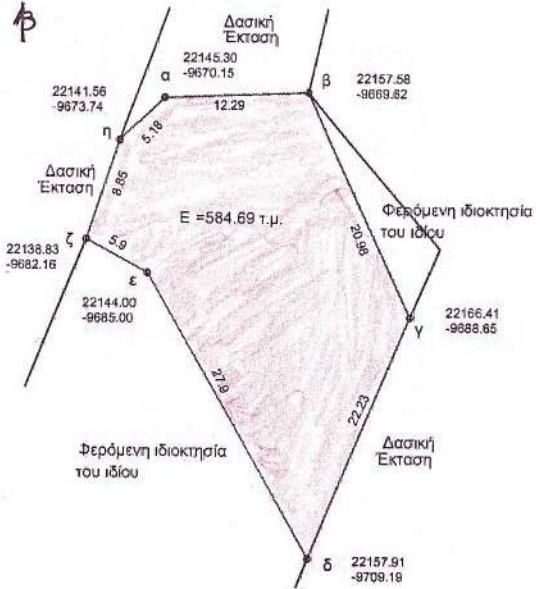 β
Δασική
Έκταση
α
22145.30
-9670.15
β
22157.58
-9669.62
22141.56
-9673.74
η
12.29
5.18
Δασική
Έκταση
8.85
Ε =584.69 τ.μ.
20.98
Φερόμενη ιδιοκτησία
του ιδίου
ζ
5.9
22138.83
-9682.16
ε
22144.00
-9685.00
γ
22166.41
-9688.65
27.9
22.23
Φερόμενη ιδιοκτησία
του ιδίου
Δασική
Έκταση
δ
22157.91
-9709.19